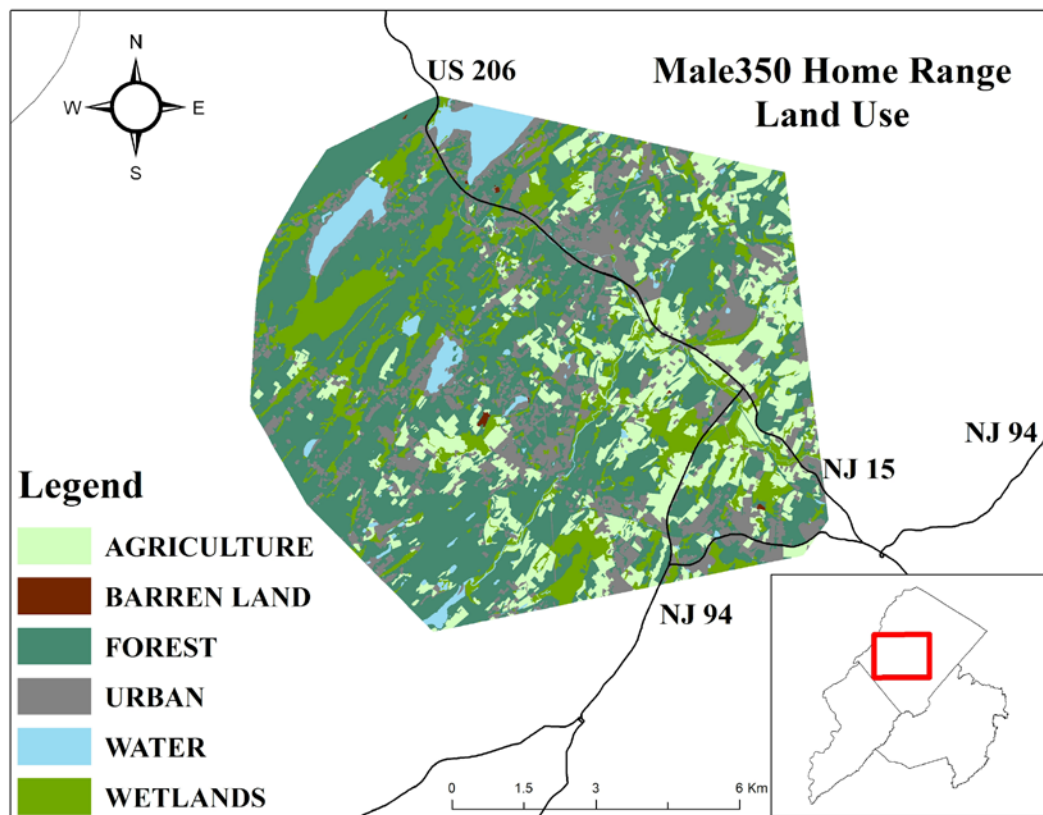 N
W
E
S
US 206
Male350 Home Range
Land Use
NJ 94
NJ 15
NJ 94
Legend
AGRICULTURE
BARREN LAND
FOREST
URBAN
WATER
WETLANDS
0 1.5 3 6 Km